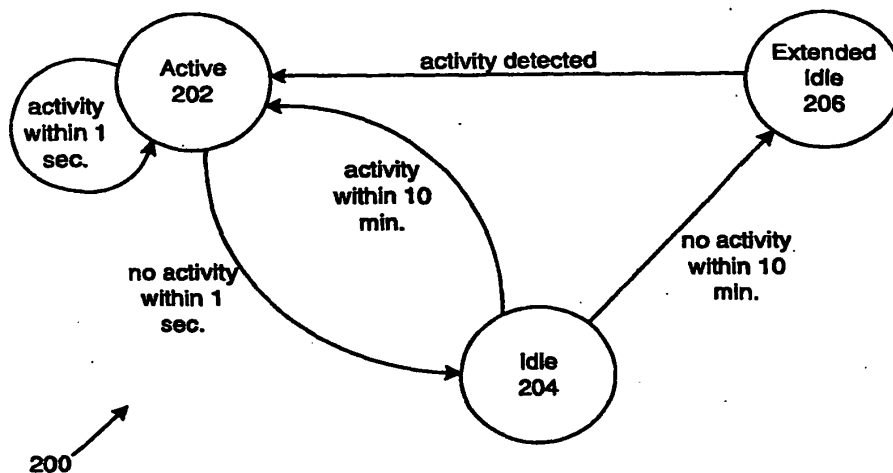 Active
202
activity detected
Extended
Idle
206
activity
within 1
sec.
activity
within 10
min.
no activity
within 1
sec.
no activity
within 10
min.
Idle
204
200